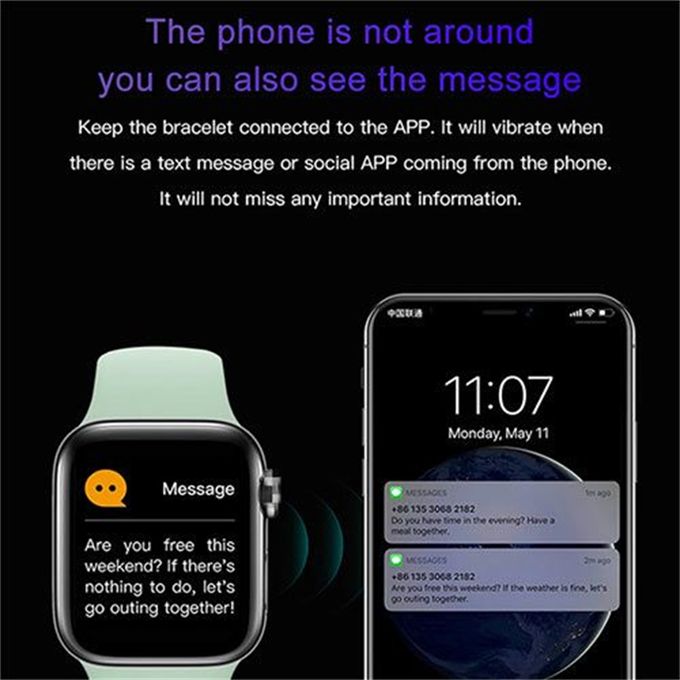 The phone is not around
you can also see the message
Keep the bracelet connected to the APP. It will vibrate when
there is a text message or social APP coming from the phone.
It will not miss any important information.
中国联通
11:07
Monday, May 11
MESSAGES 1m ago
+86 135 3068 2182
Do you have time in the evening? Have a
meal together.
MESSAGES 2m ago
+86 135 3068 2182
Are you free this weekend? If the weather is fine, let's
go outing together.
Message
Are you free this
weekend? If there's
nothing to do, let's
go outing together!